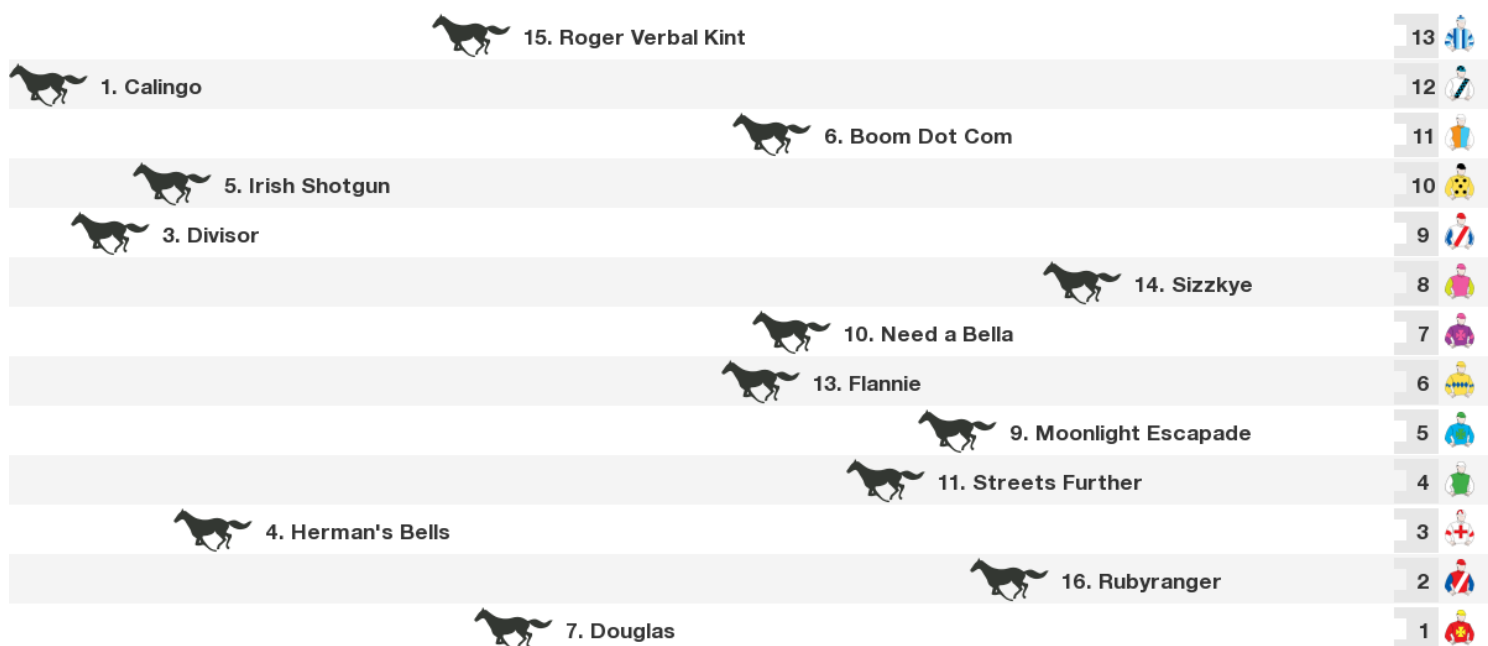 15. Roger Verbal Kint 13
1. Calingo 12
6. Boom Dot Com 11
5. Irish Shotgun 10
3. Divisor 9
14. Sizzkye 8
10. Need a Bella 7
13. Flannie 6
9. Moonlight Escapade 5
11. Streets Further 4
4. Herman's Bells 3
16. Rubyranger 2
7. Douglas 1